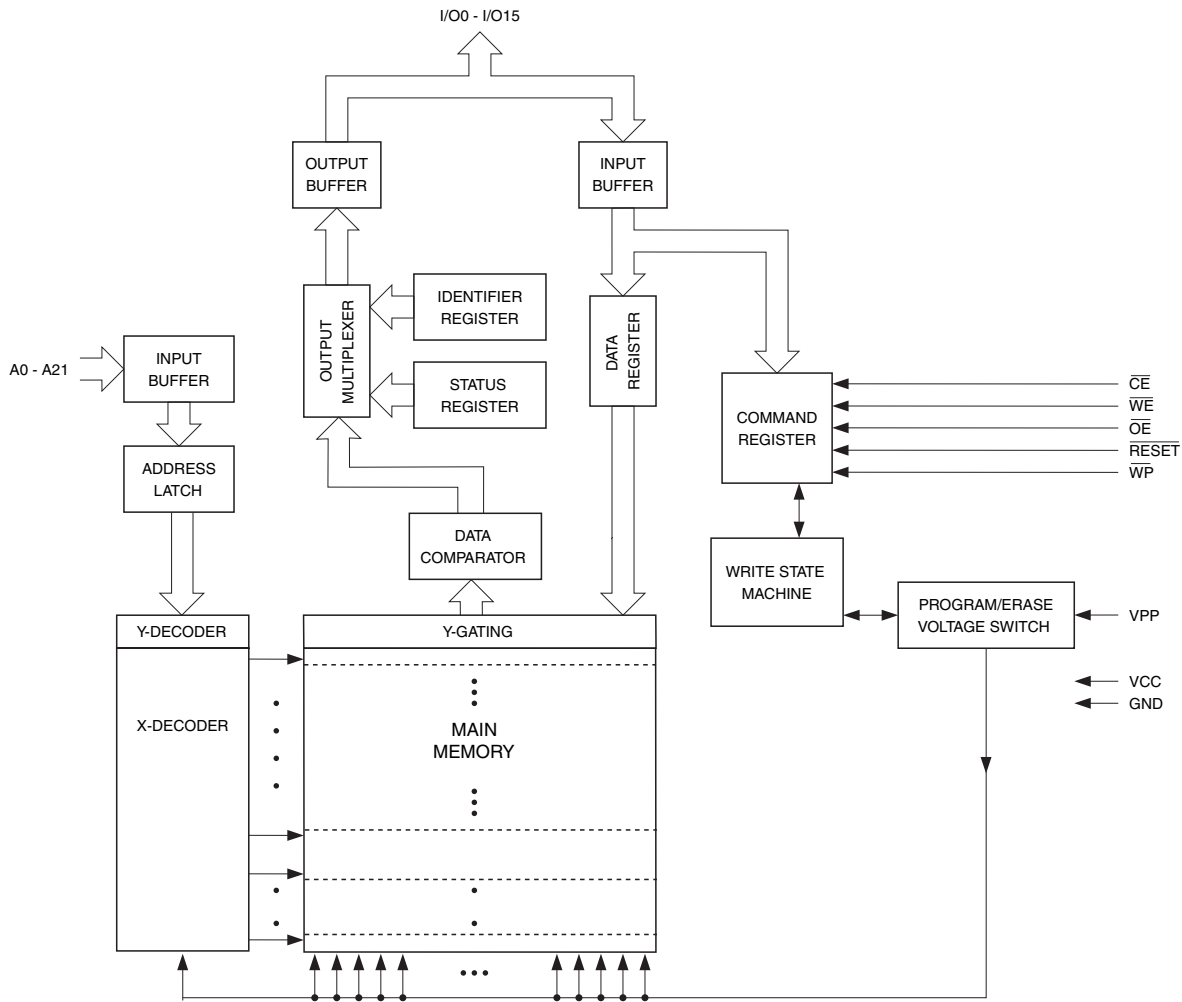 I/O0 - I/O15
OUTPUT
BUFFER
INPUT
BUFFER
IDENTIFIER
REGISTER
OUTPUT
MULTIPLEXER
DATA
REGISTER
A0 - A21
INPUT
BUFFER
STATUS
REGISTER
COMMAND
REGISTER
CE
WE
OE
RESET
WP
ADDRESS
LATCH
DATA
COMPARATOR
WRITE STATE
MACHINE
PROGRAM/ERASE
VOLTAGE SWITCH
VPP
Y-DECODER
Y-GATING
VCC
GND
X-DECODER
MAIN
MEMORY